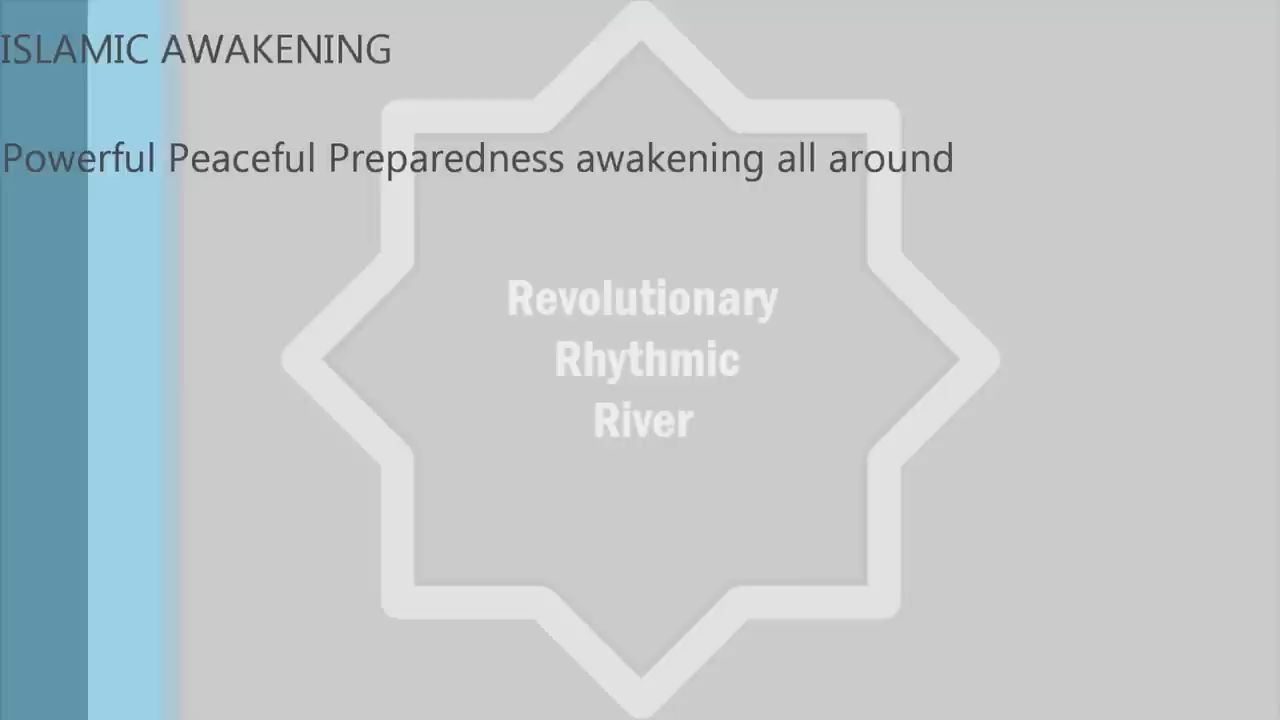 ISLAMIC AWAKENING
Powerful Peaceful Preparedness awakening all around
Revolutionary
Rhythmic
River